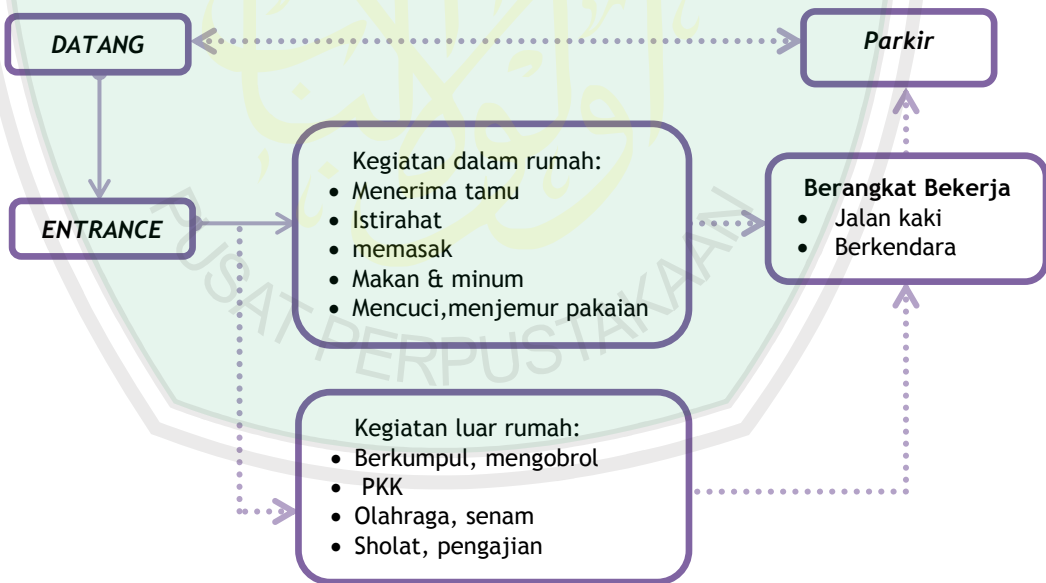 DATANG
Parkir
Kegiatan dalam rumah:
• Menerima tamu
• Istirahat
• memasak
• Makan & minum
• Mencuci,menjemur pakaian
Berangkat Bekerja
• Jalan kaki
• Berkendara
ENTRANCE
Kegiatan luar rumah:
• Berkumpul, mengobrol
• PKK
• Olahraga, senam
• Sholat, pengajian
PUSAT PERPUSTAKAAN